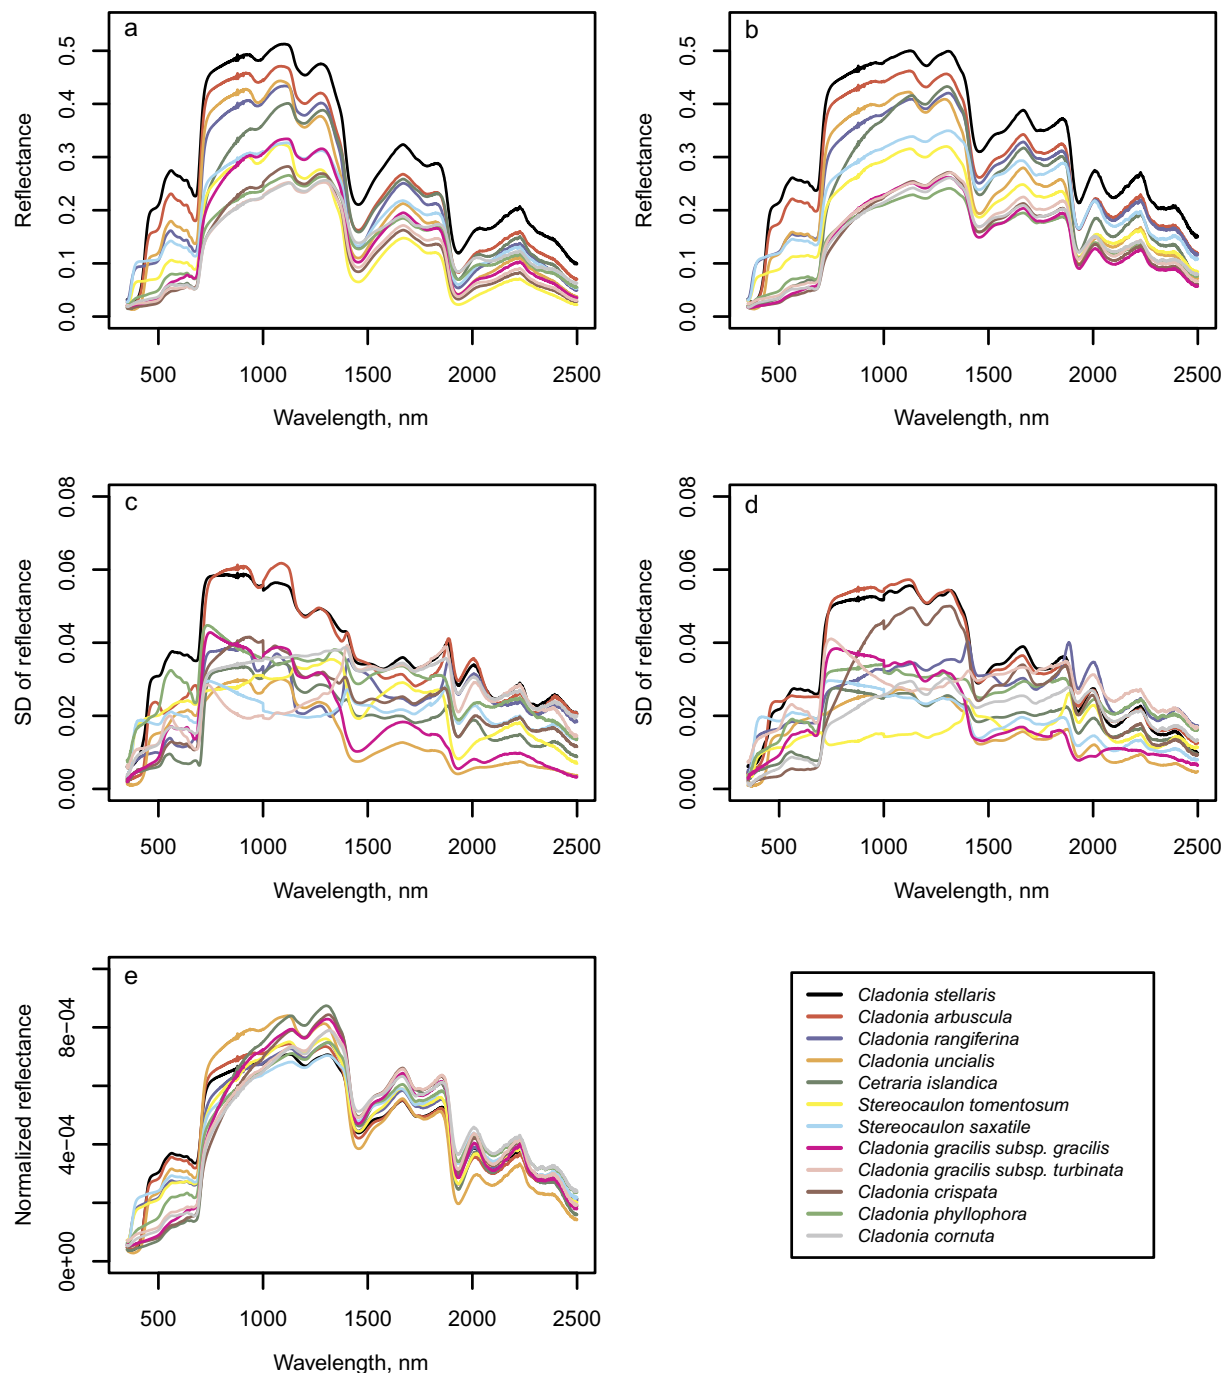 a
0.5
0.4
0.3
0.2
0.1
0.0
Reflectance
500 1000 1500 2000 2500
Wavelength, nm
b
0.5
0.4
0.3
0.2
0.1
0.0
Reflectance
500 1000 1500 2000 2500
Wavelength, nm
c
0.08
0.06
0.04
0.02
0.00
SD of reflectance
500 1000 1500 2000 2500
Wavelength, nm
d
0.08
0.06
0.04
0.02
0.00
SD of reflectance
500 1000 1500 2000 2500
Wavelength, nm
e
8e−04
4e−04
0e+00
Normalized reflectance
500 1000 1500 2000 2500
Wavelength, nm
Cladonia stellaris
Cladonia arbuscula
Cladonia rangiferina
Cladonia uncialis
Cetraria islandica
Stereocaulon tomentosum
Stereocaulon saxatile
Cladonia gracilis subsp. gracilis
Cladonia gracilis subsp. turbinata
Cladonia crispata
Cladonia phyllophora
Cladonia cornuta